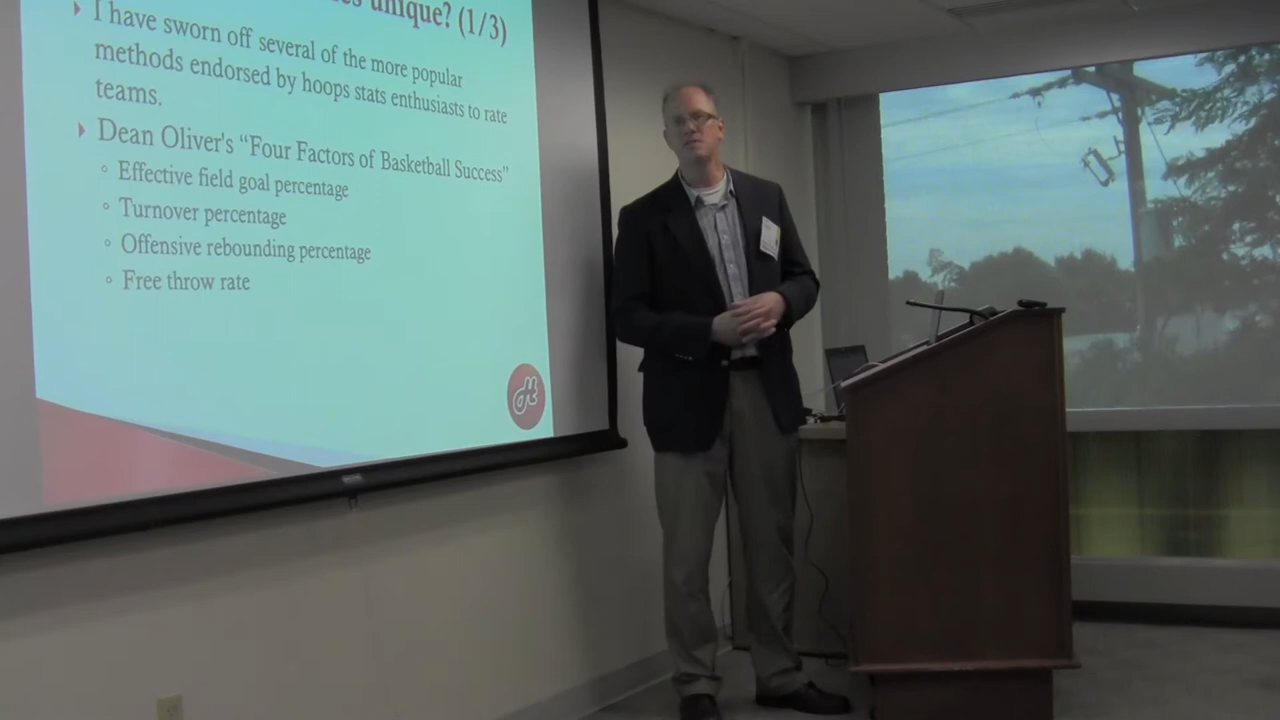 unique? (1/3)
I have sworn off several of the more popular
methods endorsed by hoops stats enthusiasts to rate
teams.
Dean Oliver's “Four Factors of Basketball Success”
Effective field goal percentage
Turnover percentage
Offensive rebounding percentage
Free throw rate